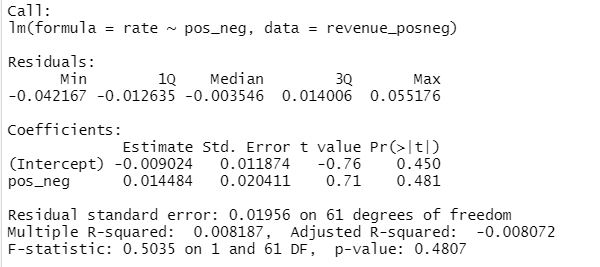 Call:
lm(formula = rate ~ pos_neg, data = revenue_posneg)
Residuals:
Min 1Q Median 3Q Max
-0.042167 -0.012635 -0.003546 0.014006 0.055176
Coefficients:
Estimate Std. Error t value Pr(>|t|)
(Intercept) -0.009024 0.011874 -0.76 0.450
pos_neg 0.014484 0.020411 0.71 0.481
Residual standard error: 0.01956 on 61 degrees of freedom
Multiple R-squared: 0.008187, Adjusted R-squared: -0.008072
F-statistic: 0.5035 on 1 and 61 DF, p-value: 0.4807